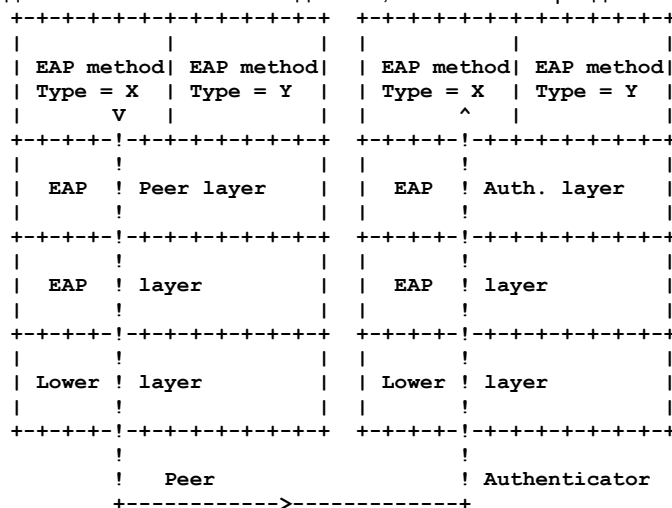 +-+-+-+-+-+-+-+-+-+-+-+-+-+  +-+-+-+-+-+-+-+-+-+-+-+-+-+
|            |            |  |            |            |
| EAP method| EAP method|  | EAP method| EAP method|
| Type = X  | Type = Y  |  | Type = X  | Type = Y  |
|       V   |           |  |       ^   |           |
+-+-+-+-!-+-+-+-+-+-+-+-+-+  +-+-+-+-!-+-+-+-+-+-+-+-+-+
|       !               |  |       !               |
|  EAP  ! Peer layer    |  |  EAP  ! Auth. layer   |
|       !               |  |       !               |
+-+-+-+-!-+-+-+-+-+-+-+-+-+  +-+-+-+-!-+-+-+-+-+-+-+-+-+
|       !               |  |       !               |
|  EAP  ! layer         |  |  EAP  ! layer         |
|       !               |  |       !               |
+-+-+-+-!-+-+-+-+-+-+-+-+-+  +-+-+-+-!-+-+-+-+-+-+-+-+-+
|       !               |  |       !               |
| Lower ! layer         |  | Lower ! layer         |
|       !               |  |       !               |
+-+-+-+-!-+-+-+-+-+-+-+-+-+  +-+-+-+-!-+-+-+-+-+-+-+-+-+
!                              !
!   Peer                       ! Authenticator
+------------>-------------+